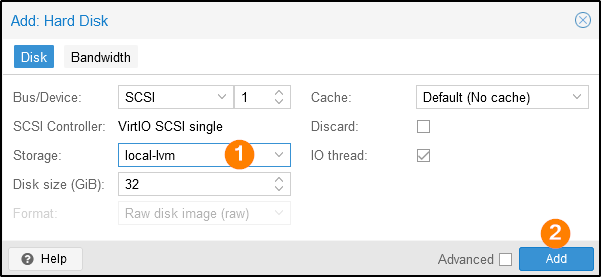 Add: Hard Disk
Disk Bandwidth
Bus/Device: SCSI 1 Cache: Default (No cache)
SCSI Controller: VirtIO SCSI single Discard:
Storage: local-lvm 1 IO thread:
Disk size (GiB): 32
Format: Raw disk image (raw)
2
? Help Advanced Add